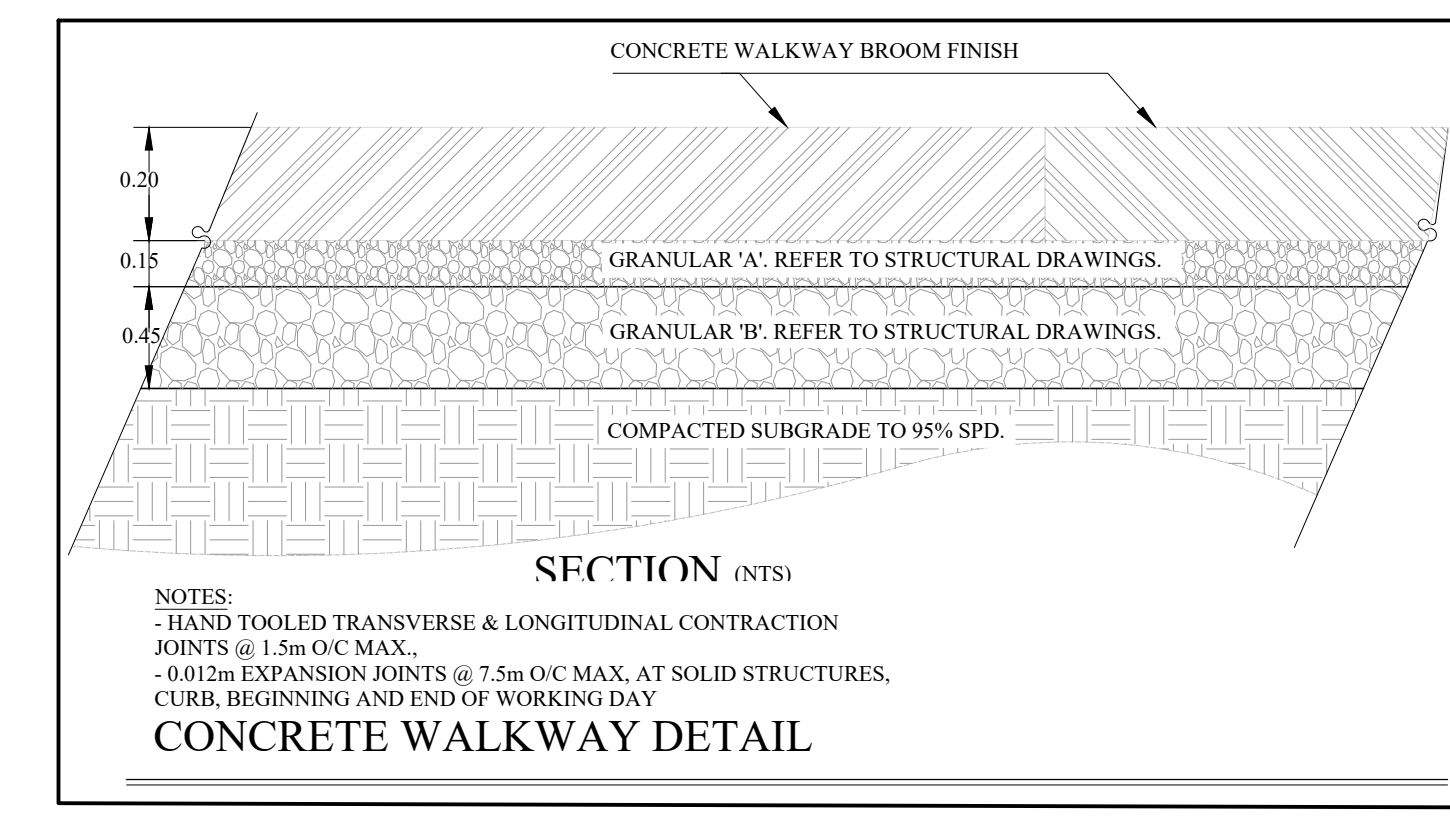 CONCRETE WALKWAY BROOM FINISH
0.20
0.15
GRANULAR 'A'. REFER TO STRUCTURAL DRAWINGS.
0.45
GRANULAR 'B'. REFER TO STRUCTURAL DRAWINGS.
COMPACTED SUBGRADE TO 95% SPD.
SECTION (NTS)
NOTES:
- HAND TOOLED TRANSVERSE & LONGITUDINAL CONTRACTION
JOINTS @ 1.5m O/C MAX.,
- 0.012m EXPANSION JOINTS @ 7.5m O/C MAX, AT SOLID STRUCTURES,
CURB, BEGINNING AND END OF WORKING DAY
CONCRETE WALKWAY DETAIL